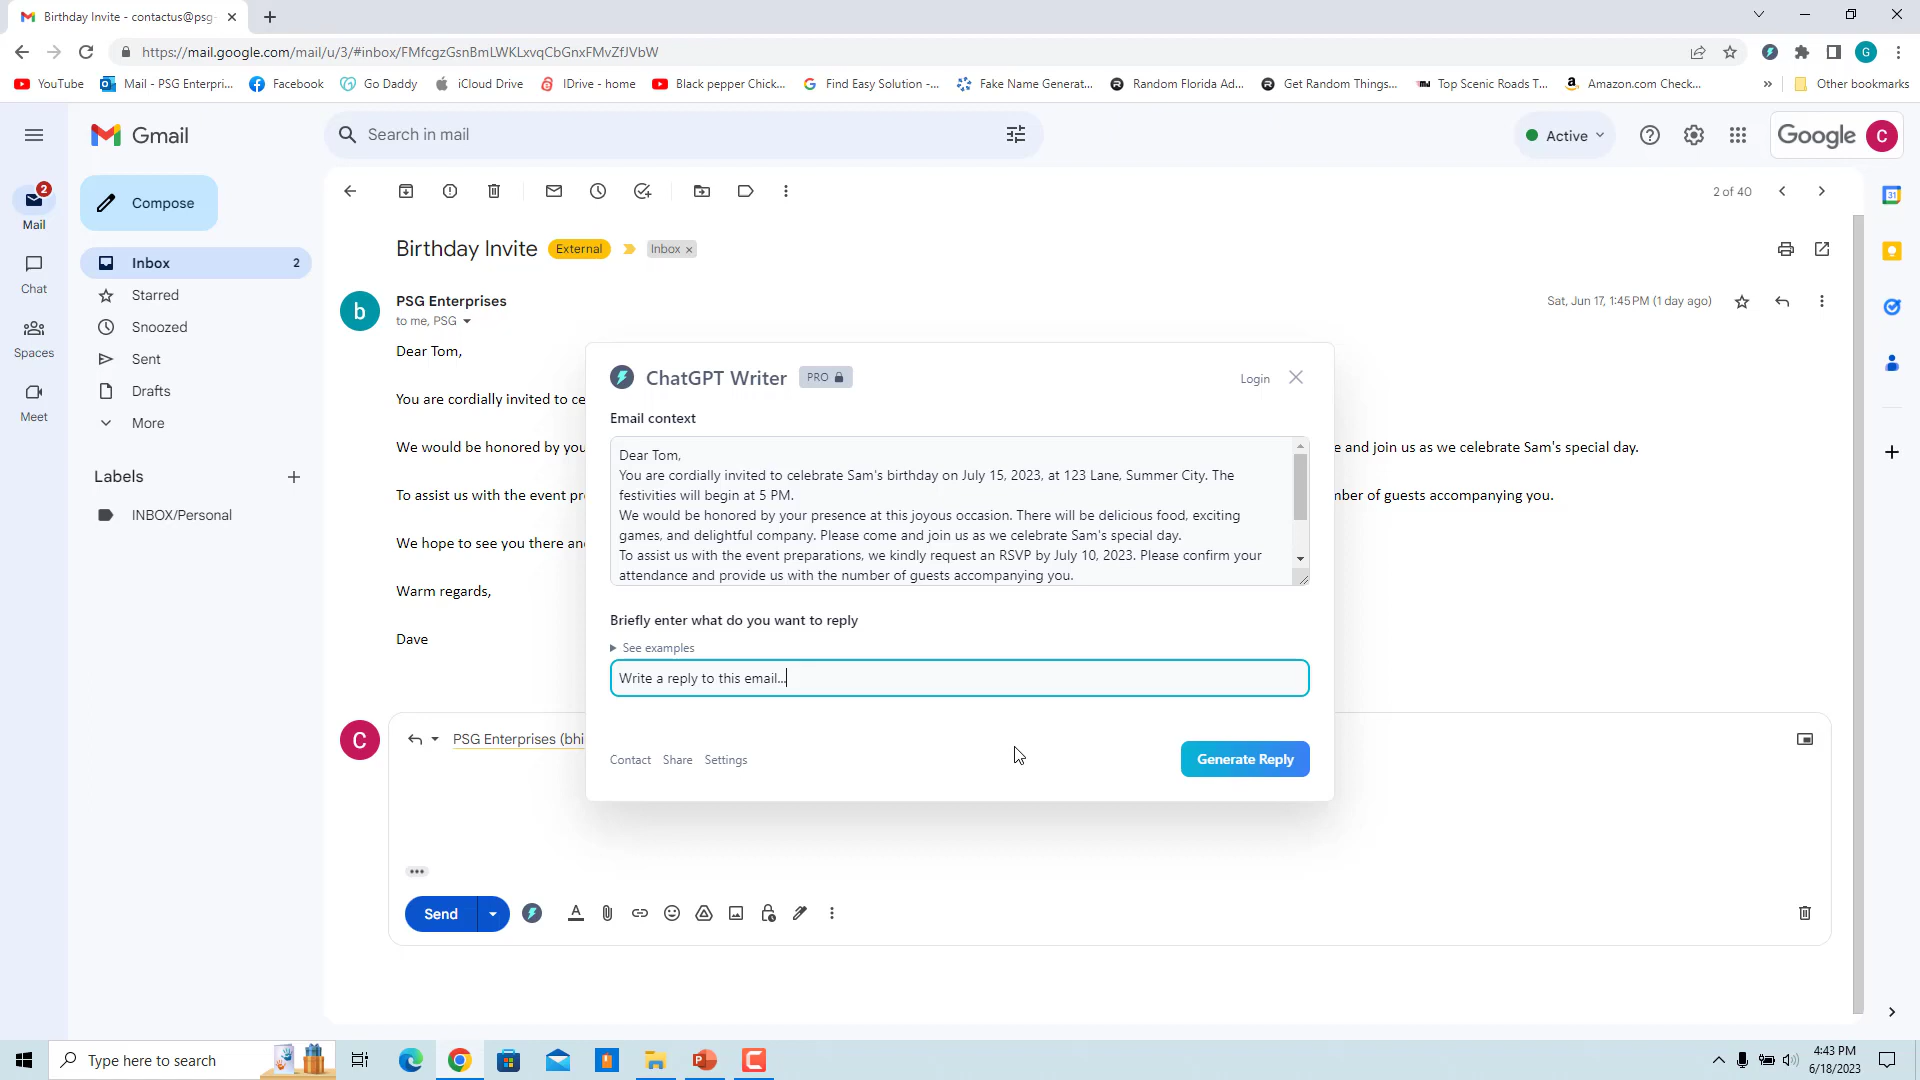 Birthday Invite - contactus@psg-
https://mail.google.com/mail/u/3/#inbox/FMfcgzGsnBmLWKLxvqCbGnxFMvZfJVbW
G
YouTube
Mail - PSG Enterpri...
Facebook
Go Daddy
iCloud Drive
IDrive - home
Black pepper Chick...
Find Easy Solution -...
Fake Name Generat...
Random Florida Ad...
Get Random Things...
Top Scenic Roads T...
Amazon.com Check...
Other bookmarks
Gmail
Search in mail
Active
Google
C
2
Mail
Chat
Spaces
Meet
Compose
Inbox 2
Starred
Snoozed
Sent
Drafts
More
Labels
INBOX/Personal
2 of 40
31
Birthday Invite
External
Inbox
b
PSG Enterprises
to me, PSG
Sat, Jun 17, 1:45 PM (1 day ago)
Dear Tom,
You are cordially invited to ce
We would be honored by you
e and join us as we celebrate Sam's special day.
To assist us with the event pr
nber of guests accompanying you.
We hope to see you there an
Warm regards,
Dave
ChatGPT Writer
PRO
Login
Email context
Dear Tom,
You are cordially invited to celebrate Sam's birthday on July 15, 2023, at 123 Lane, Summer City. The
festivities will begin at 5 PM.
We would be honored by your presence at this joyous occasion. There will be delicious food, exciting
games, and delightful company. Please come and join us as we celebrate Sam's special day.
To assist us with the event preparations, we kindly request an RSVP by July 10, 2023. Please confirm your
attendance and provide us with the number of guests accompanying you.
Briefly enter what do you want to reply
See examples
Write a reply to this email...
Contact
Share
Settings
Generate Reply
C
PSG Enterprises (bhi
Send
Type here to search
4:43 PM
6/18/2023